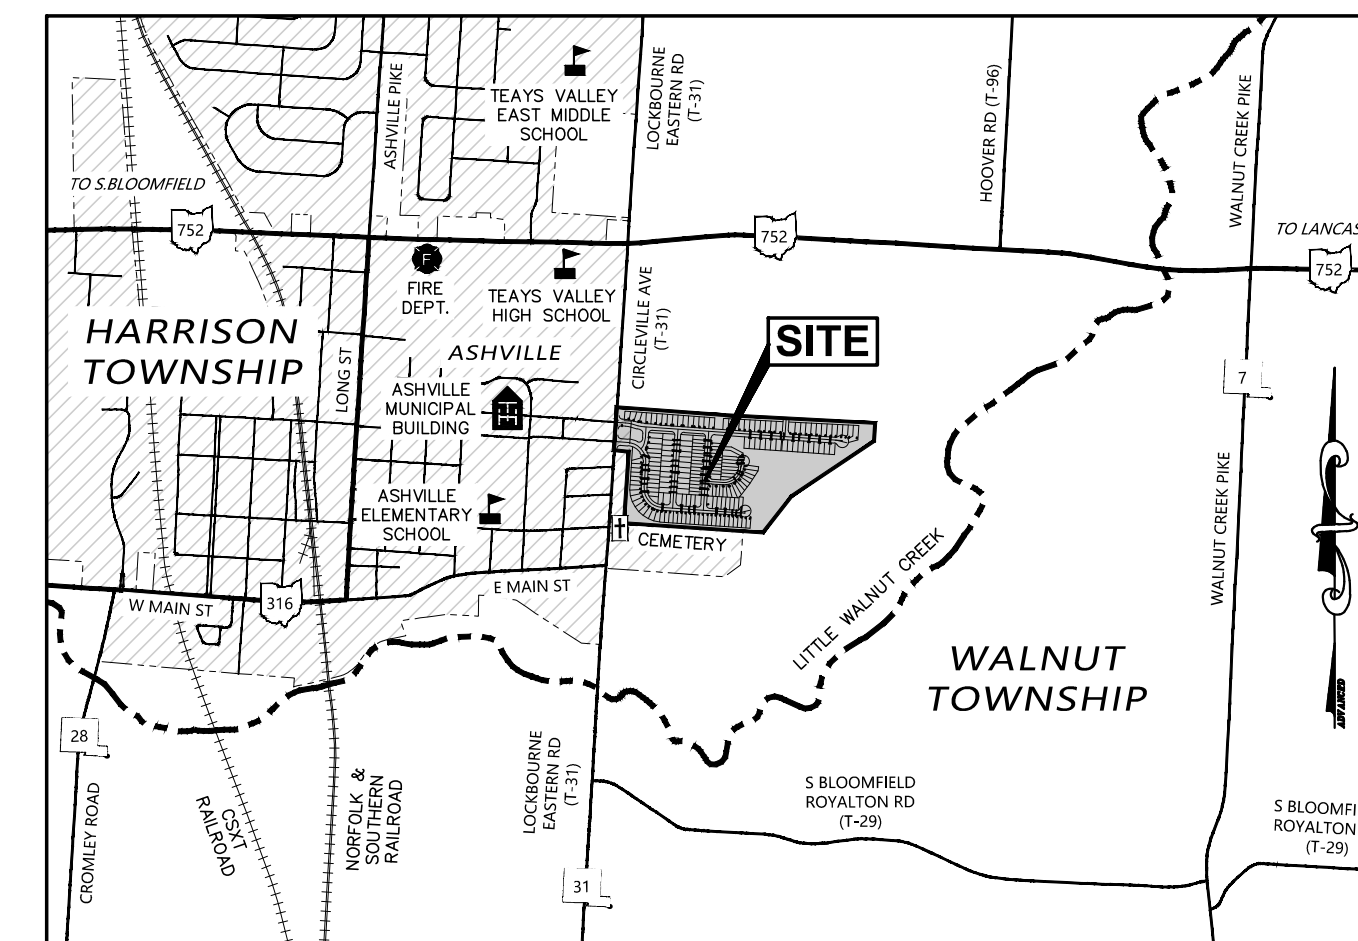 TEAYS VALLEY
EAST MIDDLE
SCHOOL
LOCKBOURNE
EASTERN RD
(T-31)
ASHVILLE PIKE
HOOVER RD (T-96)
WALNUT CREEK PIKE
TO S.BLOOMFIELD
752
752
TO LANCAS
752
F
FIRE
DEPT.
TEAYS VALLEY
HIGH SCHOOL
CIRCLEVILLE AVE
(T-31)
HARRISON
TOWNSHIP
SITE
ASHVILLE
LONG ST
ASHVILLE
MUNICIPAL
BUILDING
7
ASHVILLE
ELEMENTARY
SCHOOL
CEMETERY
WALNUT CREEK PIKE
LITTLE WALNUT CREEK
E MAIN ST
W MAIN ST
316
WALNUT
TOWNSHIP
ADVANCED
28
LOCKBOURNE
EASTERN RD
(T-31)
S BLOOMFIELD
ROYALTON RD
(T-29)
S BLOOMFI
ROYALTON
(T-29)
CROMLEY ROAD
CSXT
RAILROAD
NORFOLK &
SOUTHERN
RAILROAD
31